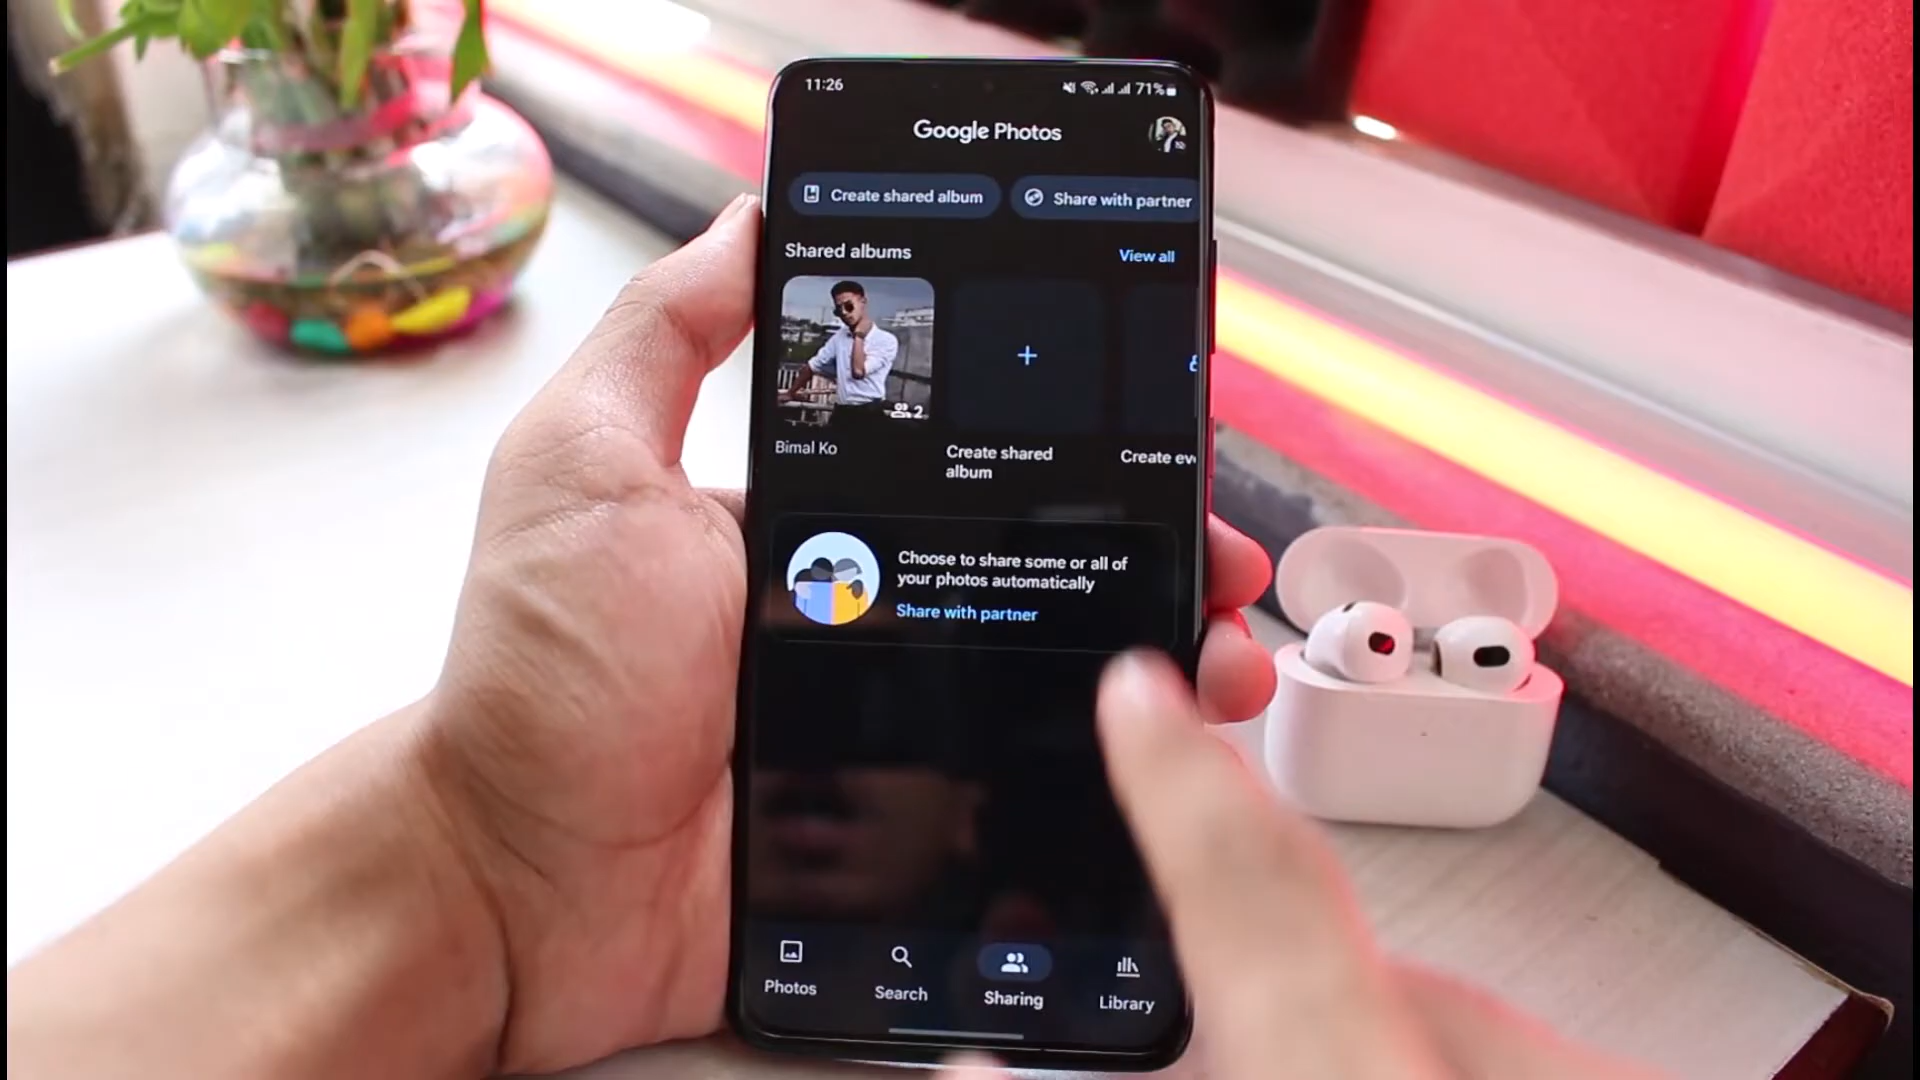 11:26
71%
Google Photos
Create shared album
Share with partner
Shared albums
View all
2
Bimal Ko
Create shared
album
Create ev
Choose to share some or all of
your photos automatically
Share with partner
Photos
Search
Sharing
Library